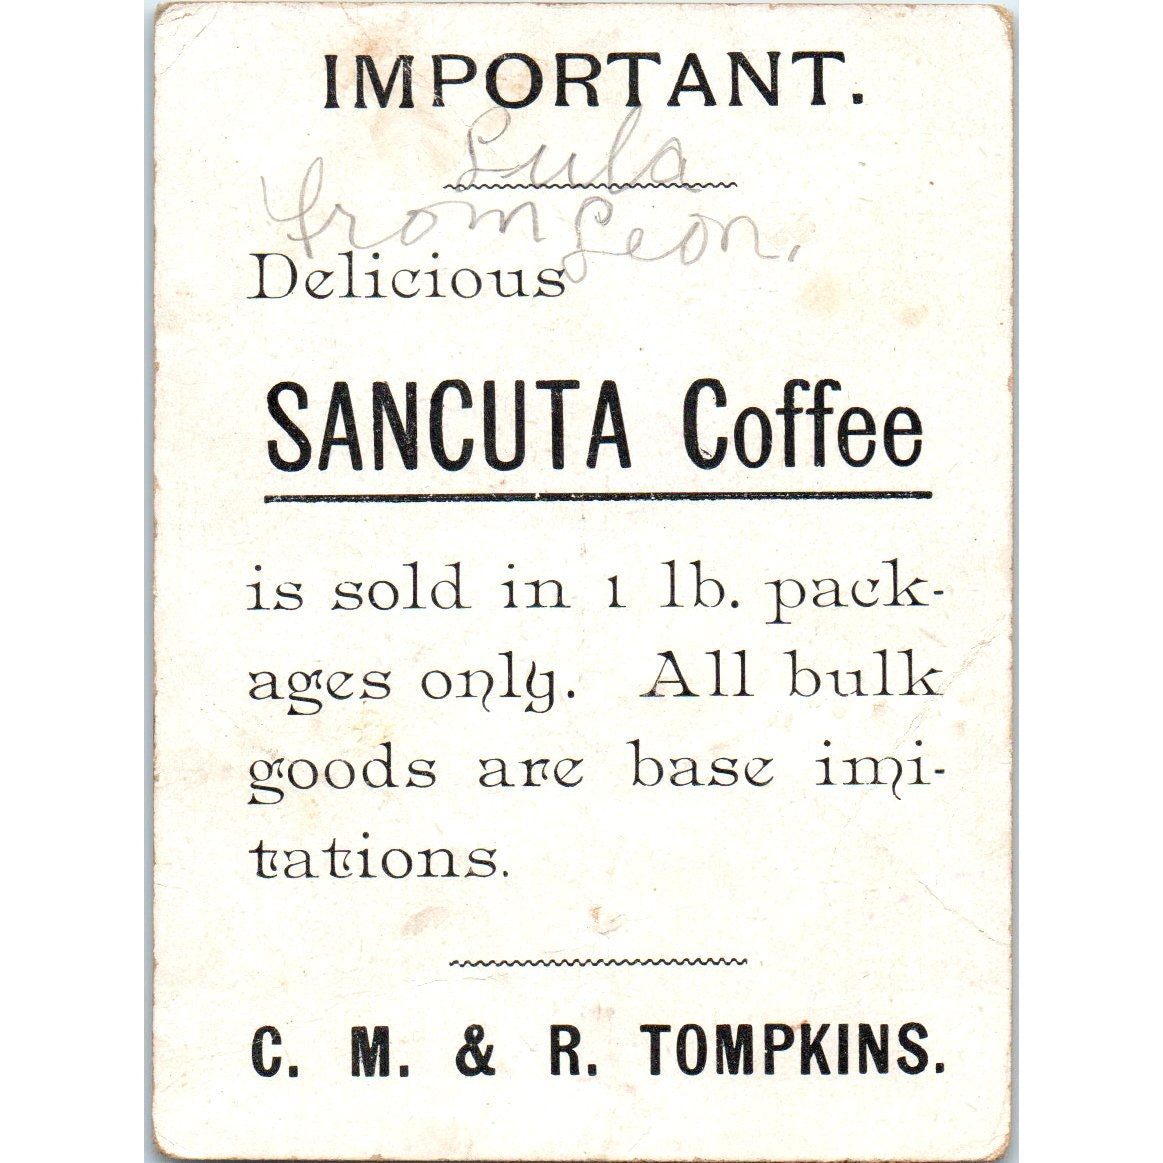 IMPORTANT.
Lula
from Leon.
Delicious
SANCUTA Coffee
is sold in 1 lb. pack-
ages only. All bulk
goods are base imi-
tations.
C. M. & R. TOMPKINS.